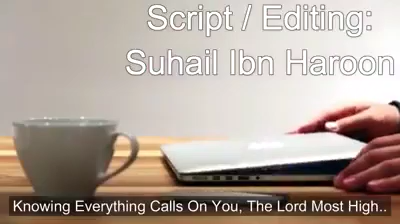 Script / Editing:
Suhail Ibn Haroon
Knowing Everything Calls On You, The Lord Most High..